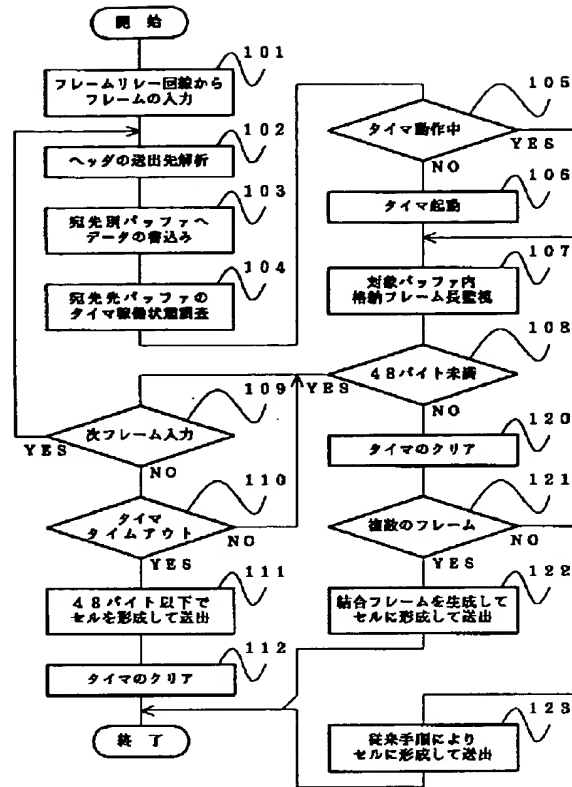 開 始
101
フレームリレー回線から
フレームの入力
102
ヘッダの送出先解析
103
宛先別バッファへ
データの書込み
104
宛先先バッファの
タイマ稼働状態調査
105
タイマ動作中
YES
NO
106
タイマ起動
107
対象バッファ内
格納フレーム長監視
108
48バイト未満
YES
NO
109
次フレーム入力
YES
NO
110
タイマ
タイムアウト
NO
YES
111
48バイト以下で
セルを形成して送出
112
タイマのクリア
終 了
120
タイマのクリア
121
複数のフレーム
NO
YES
122
結合フレームを生成して
セルに形成して送出
123
従来手順により
セルに形成して送出